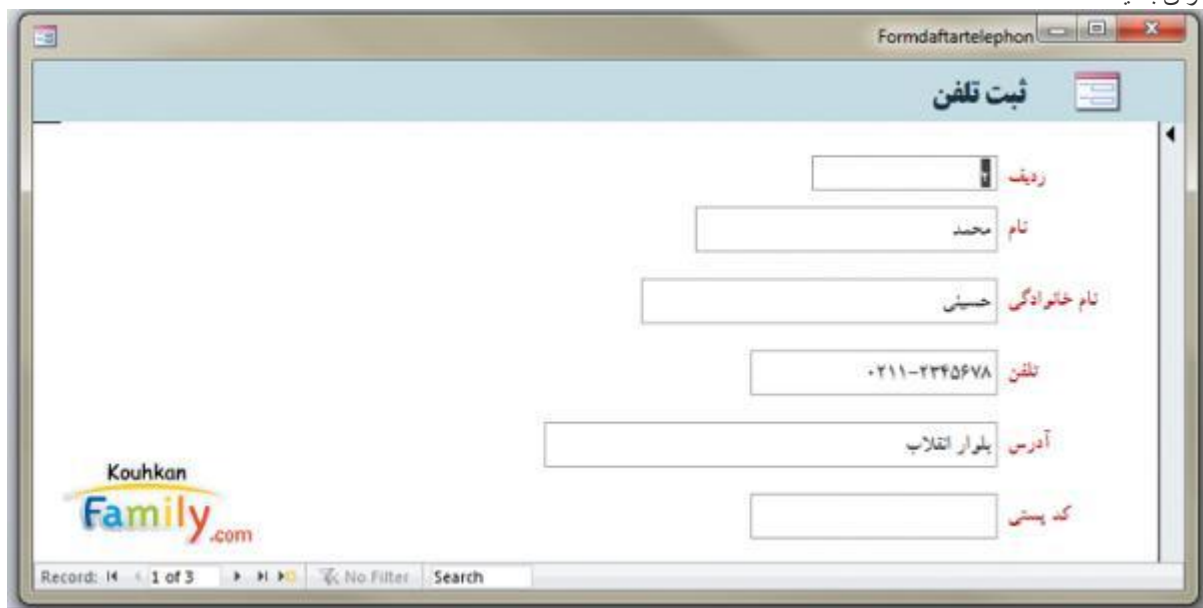 Formdaftartelephon
ثبت تلفن
ردیف ۲
نام محمد
نام خانوادگی حسینی
تلفن ۰۲۱۱-۲۳۴۵۶۷۸
آدرس بلوار انقلاب
کد پستی
Kouhkan
Family.com
Record: 1 of 3 No Filter Search